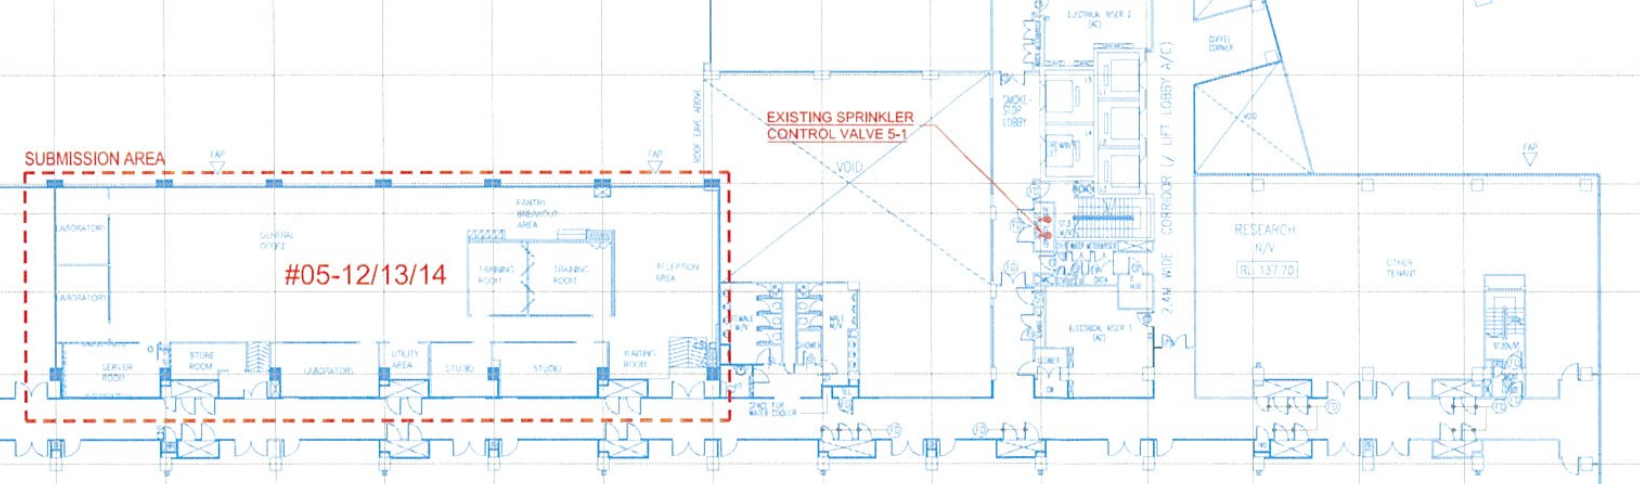 ELECTRICAL RISER 2
(AC)
COFFEE
CORNER
SMOKE-
STOP
LOBBY
EXISTING SPRINKLER
CONTROL VALVE 5-1
ROOF EAVE ABOVE
2.4M WIDE CORRIDOR (/ LIFT LOBBY A/C)
VOID
VOID
SUBMISSION AREA
FAP
FAP
FAP
PANTRY
BREAKOUT
AREA
LABORATORY
GENERAL
OFFICE
RESEARCH
N/V
RL 137.70
OTHER
TENANT
#05-12/13/14
TRAINING
ROOM
TRAINING
ROOM
RECEPTION
AREA
LABORATORY
FEMALE
M/V
MALE
M/V
SHOWER
ELECTRICAL RISER 1
(AC)
DATA
HUB
STORE
ROOM
UTILITY
AREA
WAITING
ROOM
SERVER
ROOM
LABORATORY
STUDIO
STUDIO
SPACE FOR
WATER COOLER